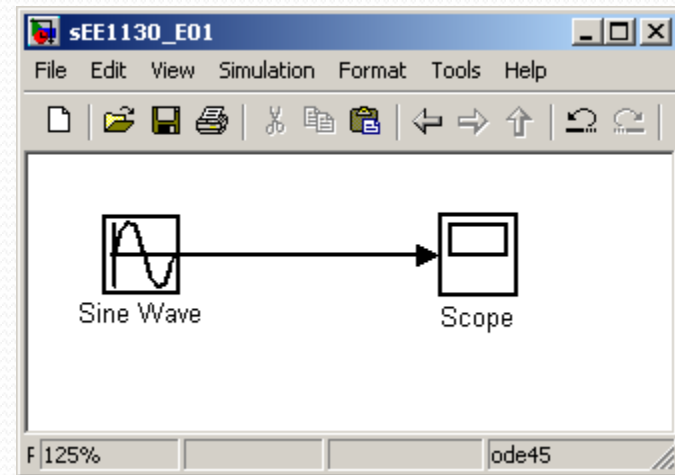 sEE1130_E01
File Edit View Simulation Format Tools Help
Sine Wave
Scope
F 125% ode45